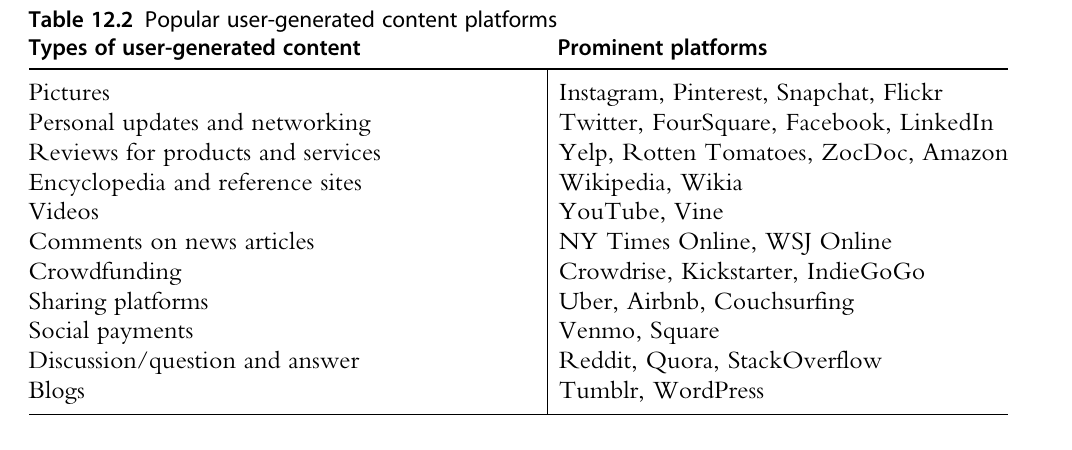 Table 12.2 Popular user-generated content platforms
Types of user-generated content Prominent platforms
Pictures Instagram, Pinterest, Snapchat, Flickr
Personal updates and networking Twitter, FourSquare, Facebook, LinkedIn
Reviews for products and services Yelp, Rotten Tomatoes, ZocDoc, Amazon
Encyclopedia and reference sites Wikipedia, Wikia
Videos YouTube, Vine
Comments on news articles NY Times Online, WSJ Online
Crowdfunding Crowdrise, Kickstarter, IndieGoGo
Sharing platforms Uber, Airbnb, Couchsurfing
Social payments Venmo, Square
Discussion/question and answer Reddit, Quora, StackOverflow
Blogs Tumblr, WordPress